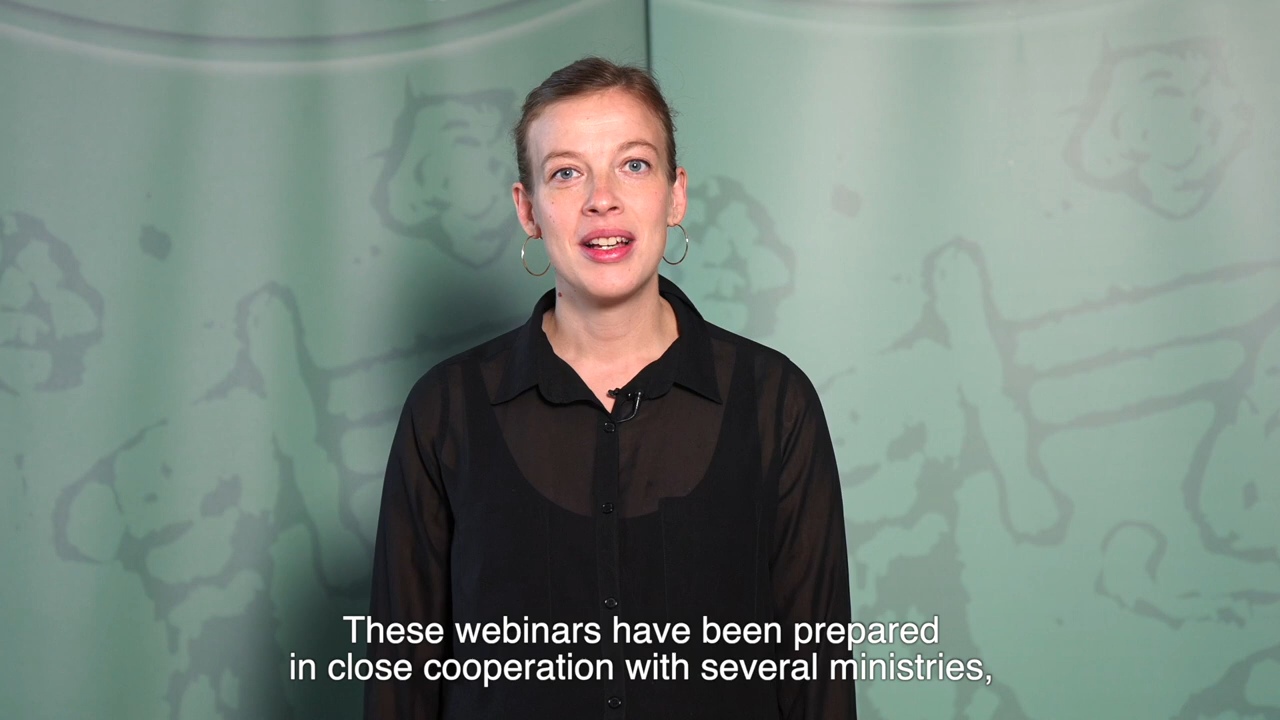 These webinars have been prepared
in close cooperation with several ministries,